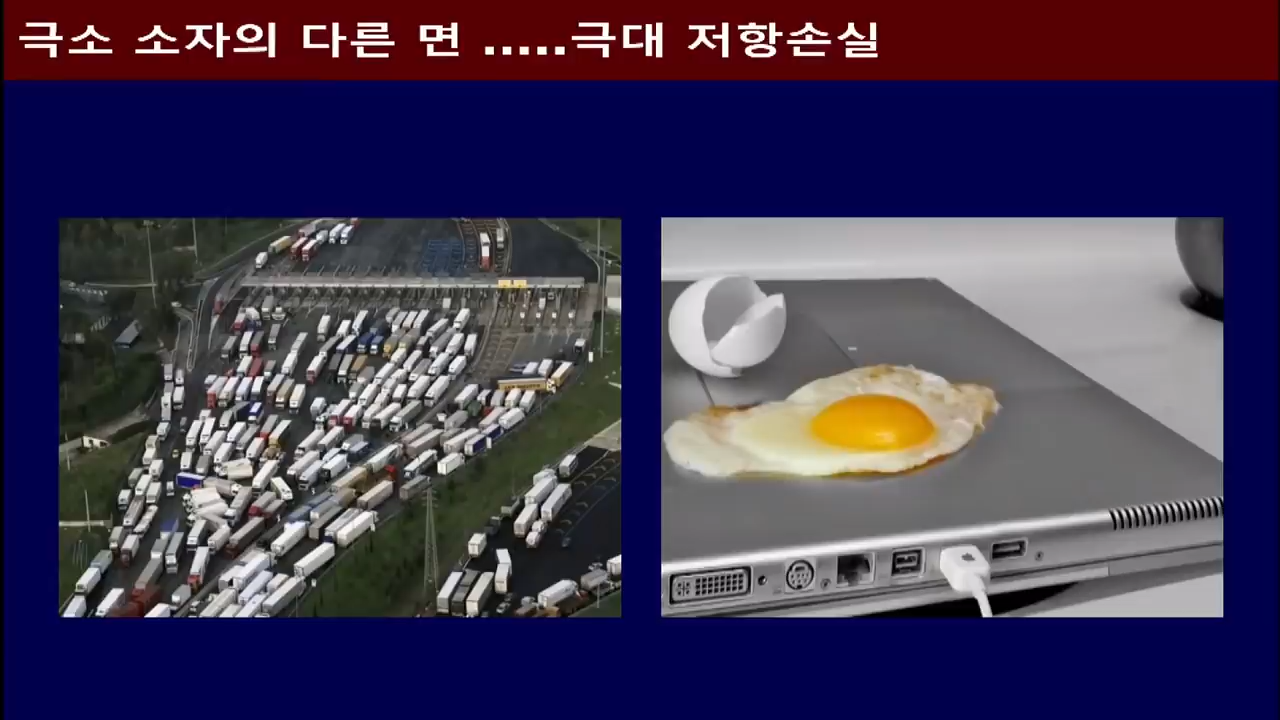 극소 소자의 다른 면 .....극대 저항손실